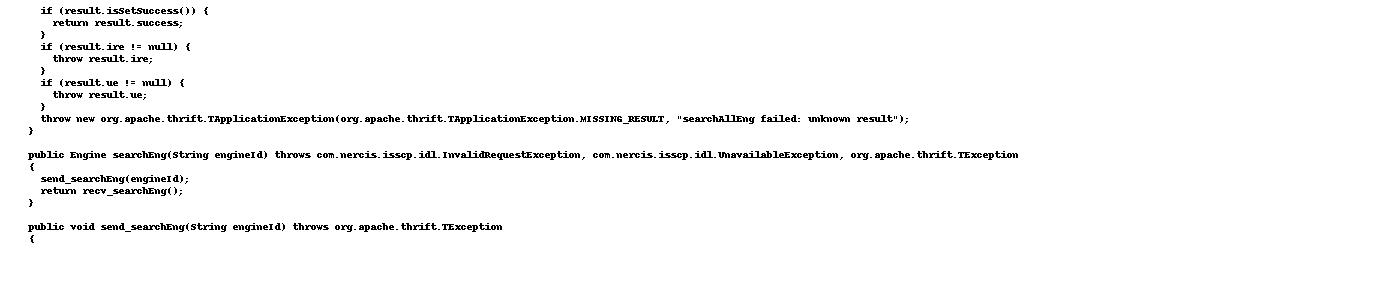 if (result.isSetSuccess()) {
return result.success;
}
if (result.ire != null) {
throw result.ire;
}
if (result.ue != null) {
throw result.ue;
}
throw new org.apache.thrift.TApplicationException(org.apache.thrift.TApplicationException.MISSING_RESULT, "searchAllEng failed: unknown result");
}
public Engine searchEng(String engineId) throws com.nercis.isscp.idl.InvalidRequestException, com.nercis.isscp.idl.UnavailableException, org.apache.thrift.TException
{
send_searchEng(engineId);
return recv_searchEng();
}
public void send_searchEng(String engineId) throws org.apache.thrift.TException
{